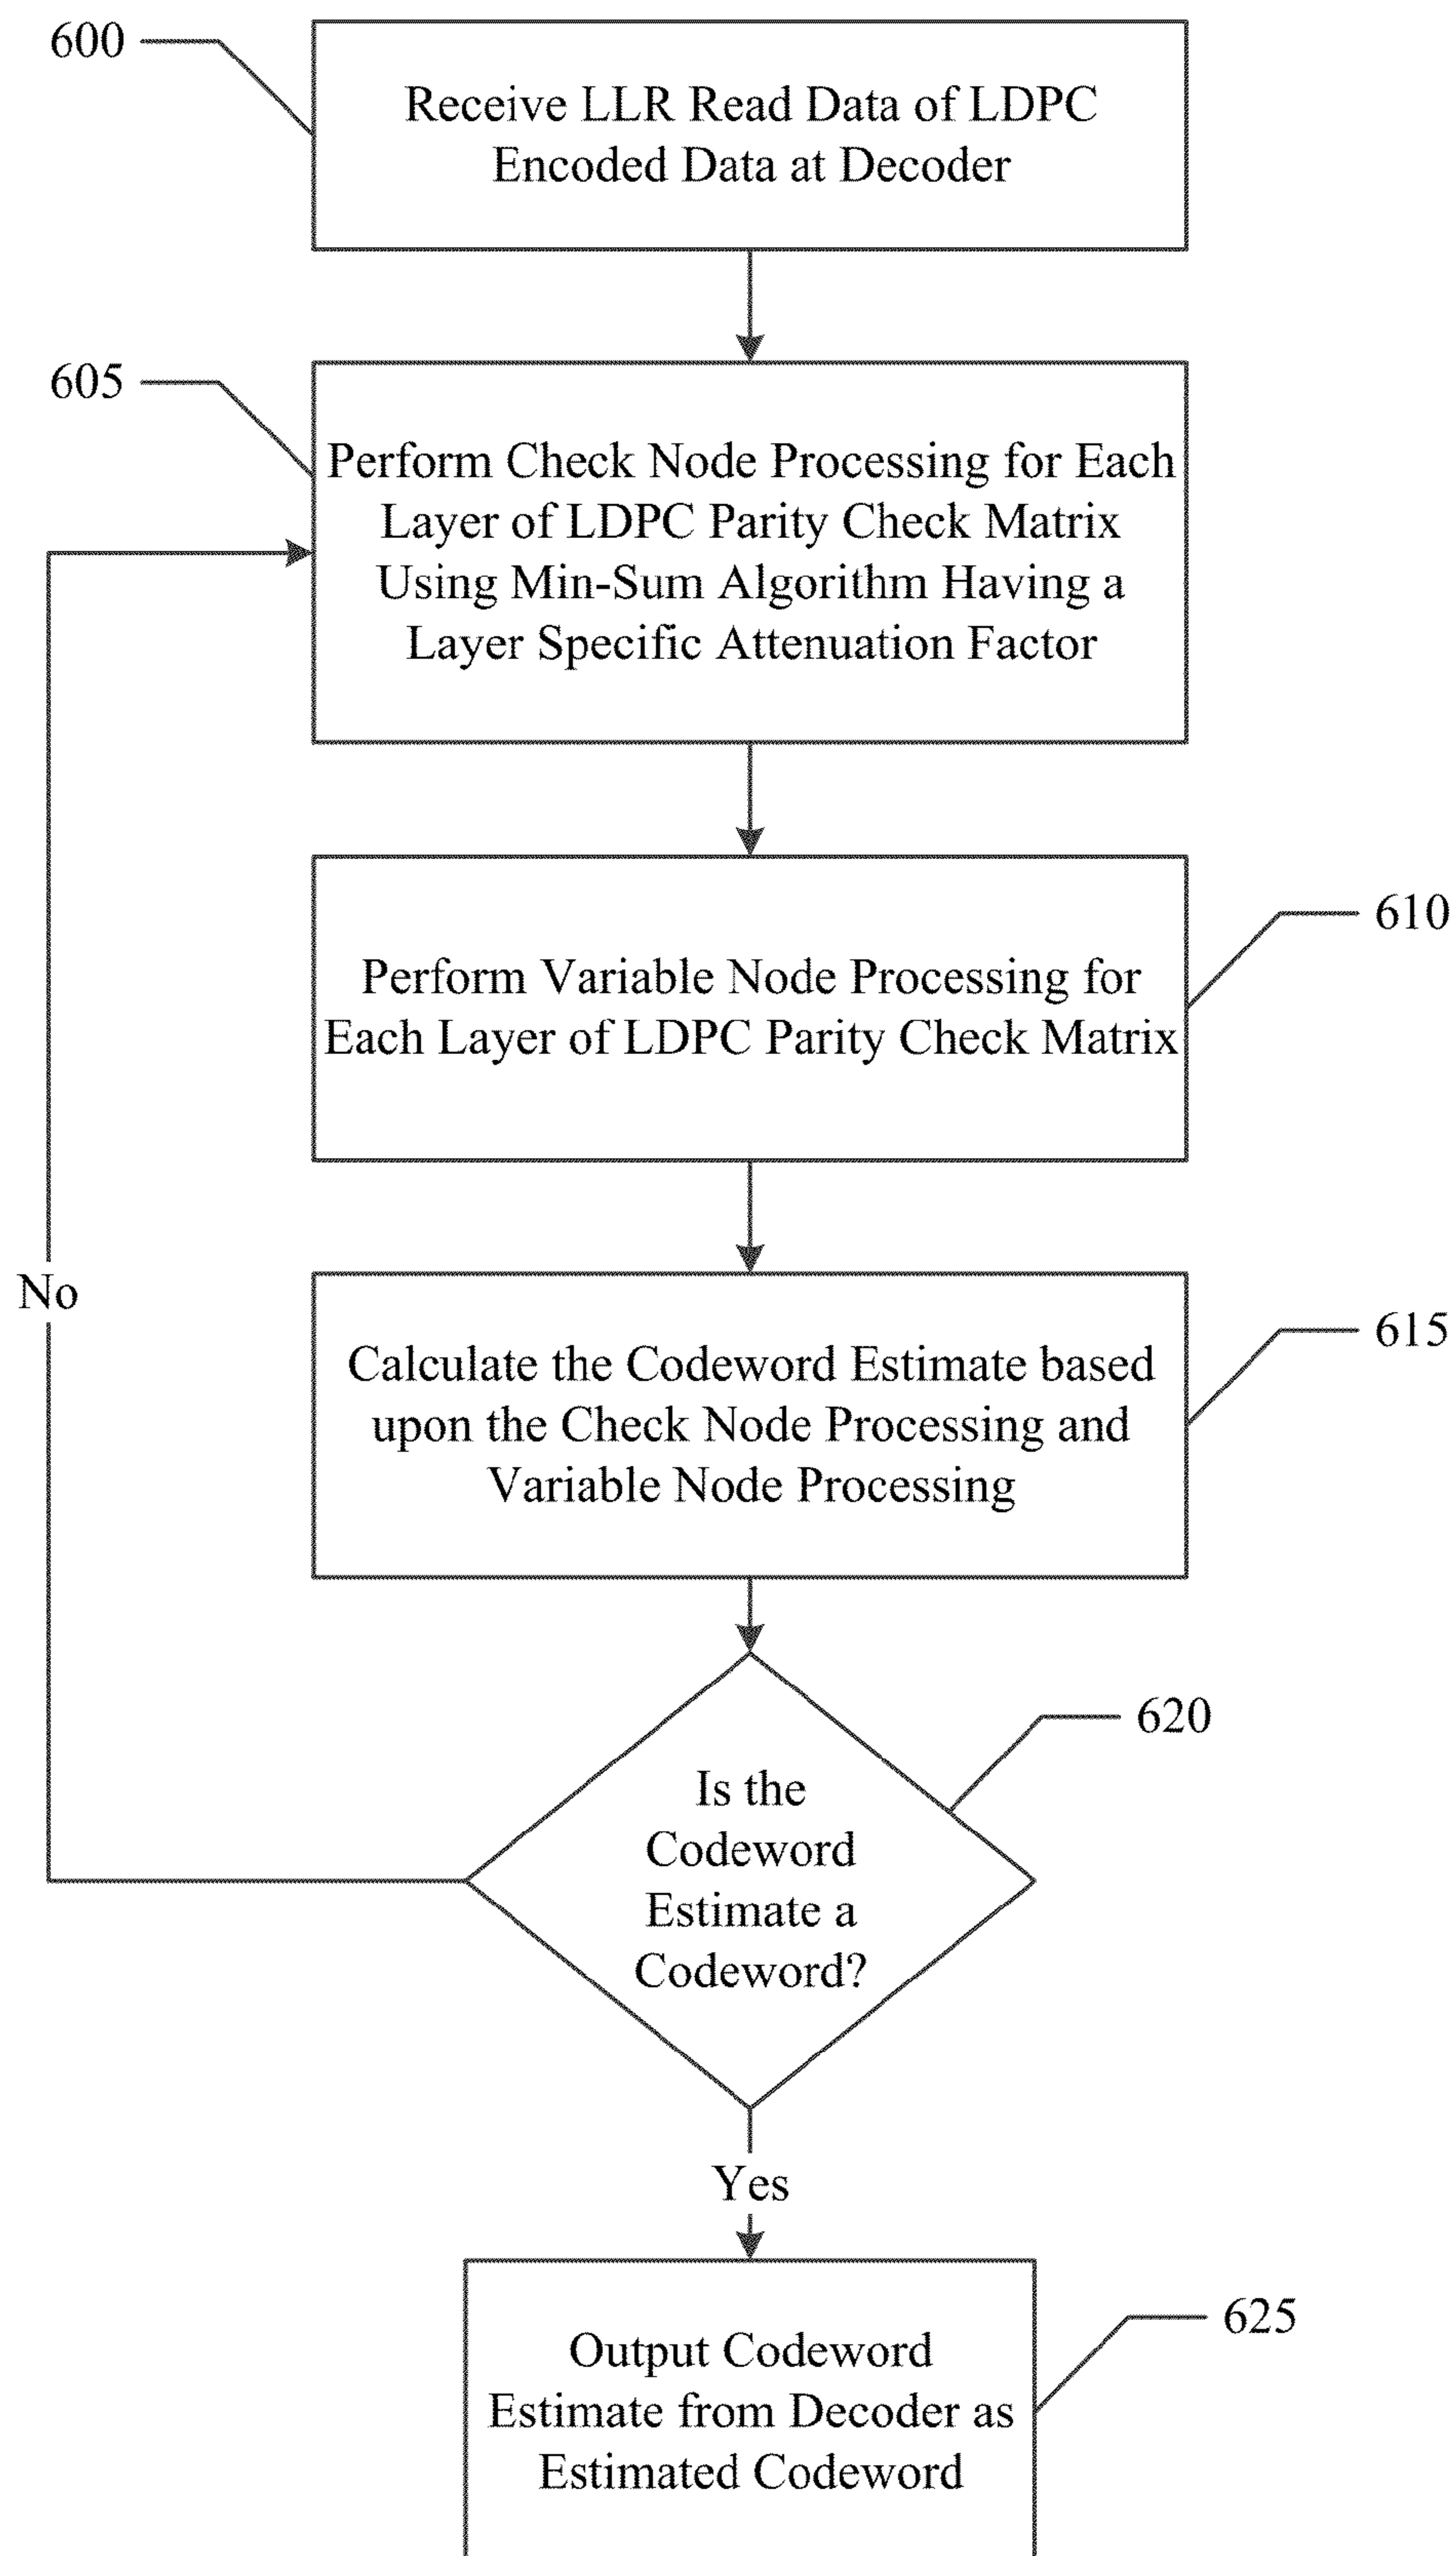 600
Receive LLR Read Data of LDPC
Encoded Data at Decoder
605
Perform Check Node Processing for Each
Layer of LDPC Parity Check Matrix
Using Min-Sum Algorithm Having a
Layer Specific Attenuation Factor
610
Perform Variable Node Processing for
Each Layer of LDPC Parity Check Matrix
No
615
Calculate the Codeword Estimate based
upon the Check Node Processing and
Variable Node Processing
620
Is the
Codeword
Estimate a
Codeword?
Yes
625
Output Codeword
Estimate from Decoder as
Estimated Codeword